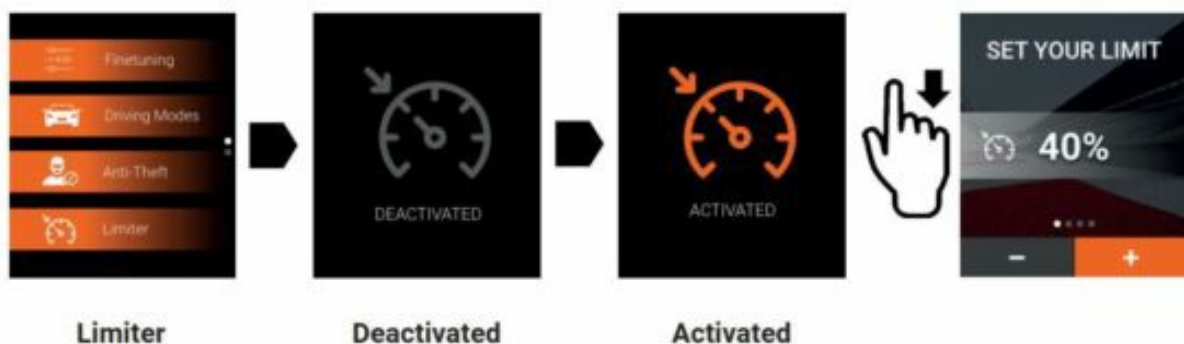 Finetuning
Driving Modes
Anti-Theft
Limiter
DEACTIVATED
ACTIVATED
SET YOUR LIMIT
40%
−
+
Limiter
Deactivated
Activated